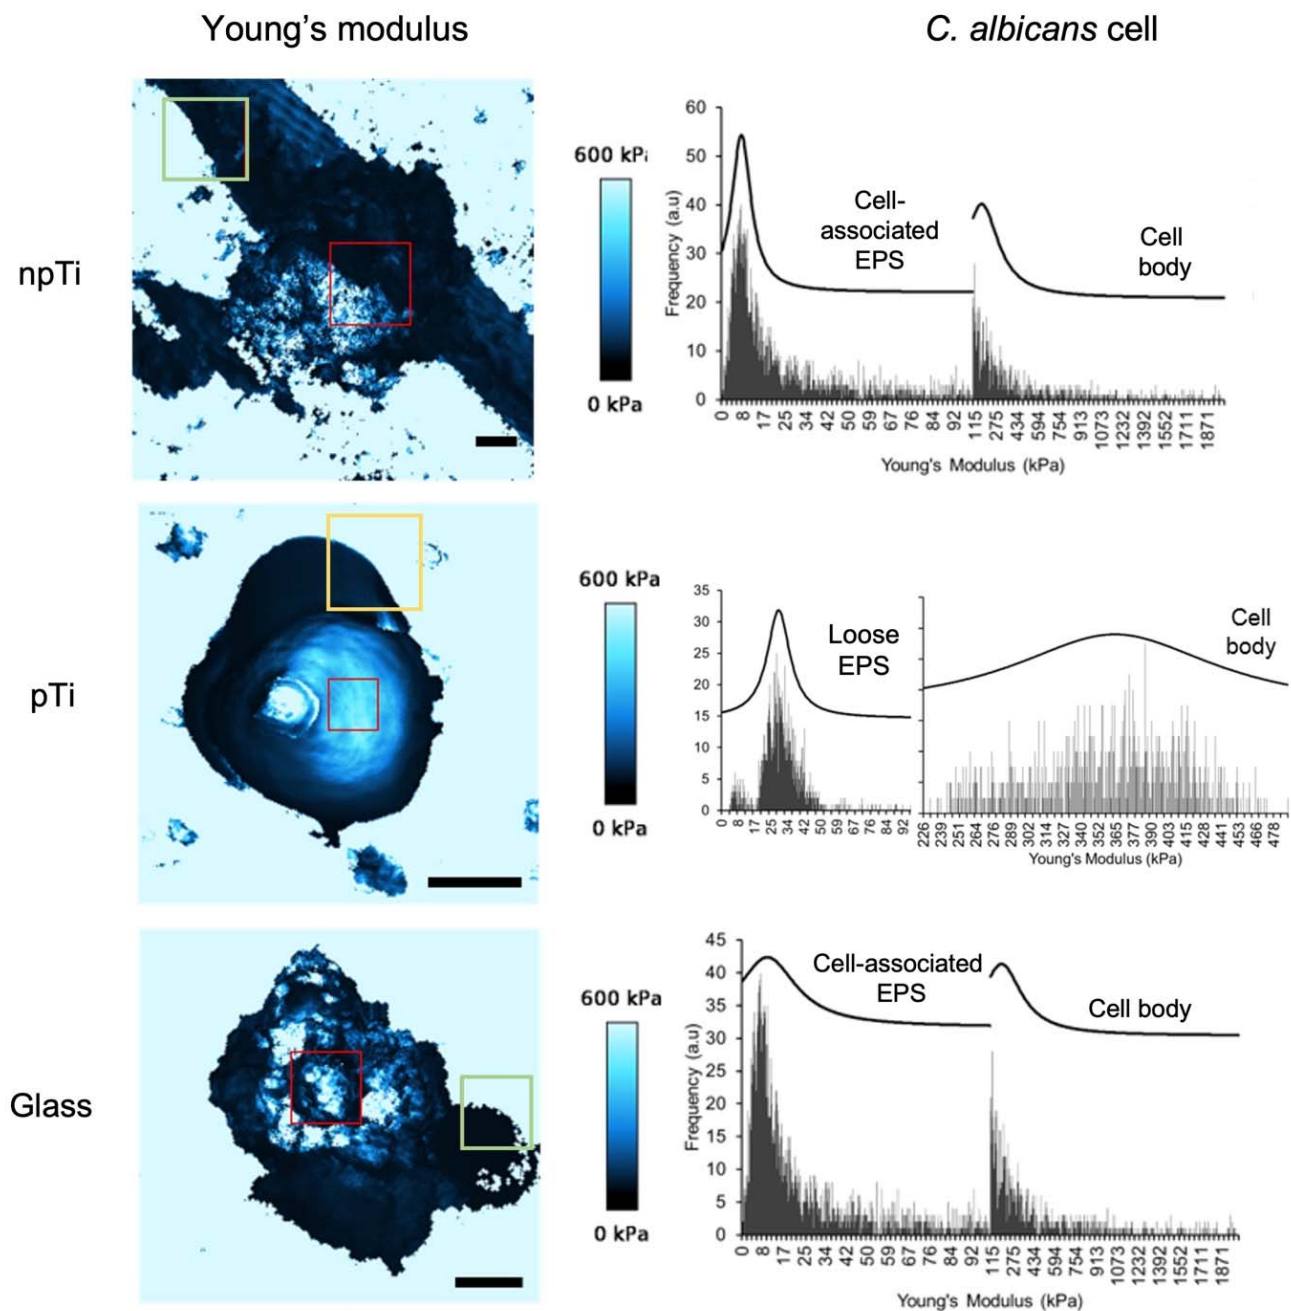 Young’s modulus
C. albicans cell
npTi
600 kP
0 kPa
Frequency (a.u)
60
50
40
30
20
10
0
Cell-
associated
EPS
Cell
body
0 8 17 25 34 42 50 59 67 76 84 92 115 275 434 594 754 913 1073 1232 1392 1552 1711 1871
Young's Modulus (kPa)
pTi
600 kPa
0 kPa
35
30
25
20
15
10
5
0
Loose
EPS
Cell
body
0 8 17 25 34 42 50 59 67 76 84 92
226 239 251 264 276 289 302 314 327 340 352 365 377 390 403 415 428 441 453 466 478
Young's Modulus (kPa)
Glass
600 kPa
0 kPa
Frequency (a.u)
45
40
35
30
25
20
15
10
5
0
Cell-associated
EPS
Cell body
0 8 17 25 34 42 50 59 67 76 84 92 115 275 434 594 754 913 1073 1232 1392 1552 1711 1871
Young's Modulus (kPa)